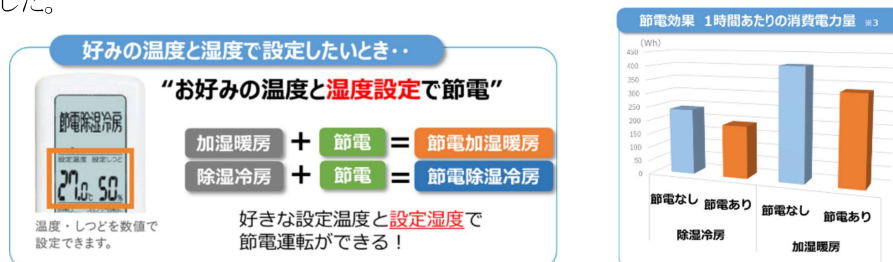 した。
好みの温度と湿度で設定したいとき‥
“お好みの温度と湿度設定で節電”
節電除湿冷房
設定温度 設定しつど
27.0℃ 50%
加湿暖房 + 節電 = 節電加湿暖房
除湿冷房 + 節電 = 節電除湿冷房
温度・しつどを数値で
設定できます。
好きな設定温度と設定湿度で
節電運転ができる！
節電効果 1時間あたりの消費電力量 ※3
(Wh)
450
400
350
300
250
200
150
100
50
0
節電なし 節電あり 節電なし 節電あり
除湿冷房 加湿暖房